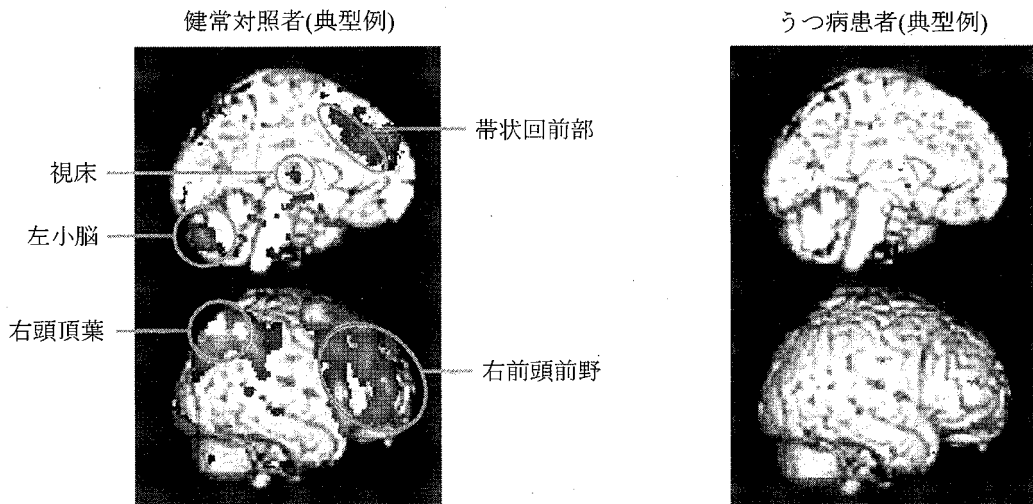 健常対照者(典型例)
うつ病患者(典型例)
帯状回前部
視床
左小脳
右頭頂葉
右前頭前野